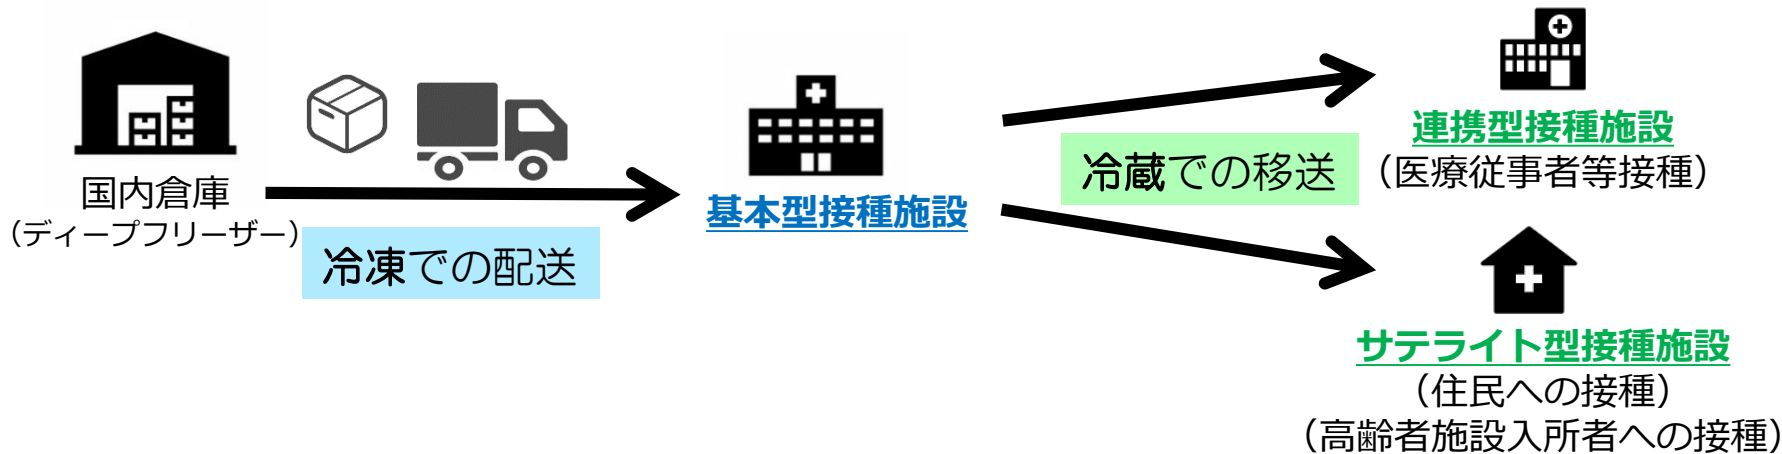 国内倉庫
（ディープフリーザー）
冷凍での配送
基本型接種施設
冷蔵での移送
連携型接種施設
（医療従事者等接種）
サテライト型接種施設
（住民への接種）
（高齢者施設入所者への接種）